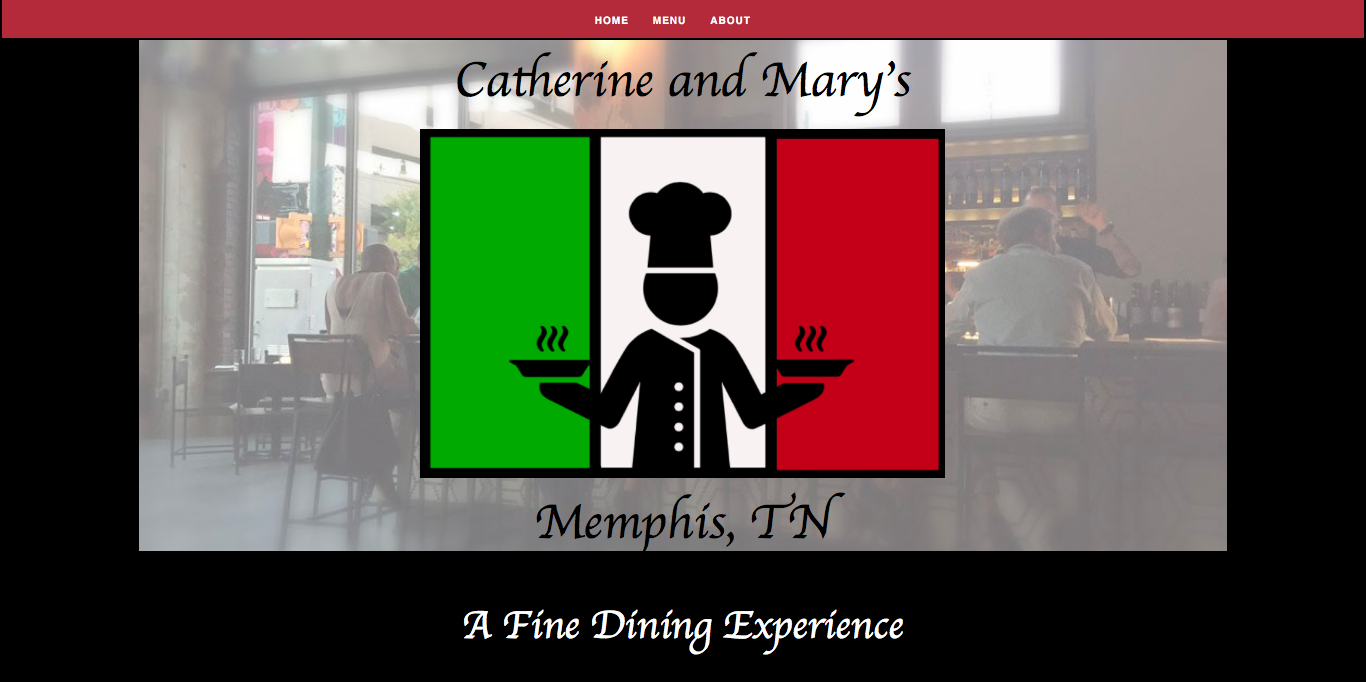 HOME MENU ABOUT
Catherine and Mary's
Memphis, TN
A Fine Dining Experience